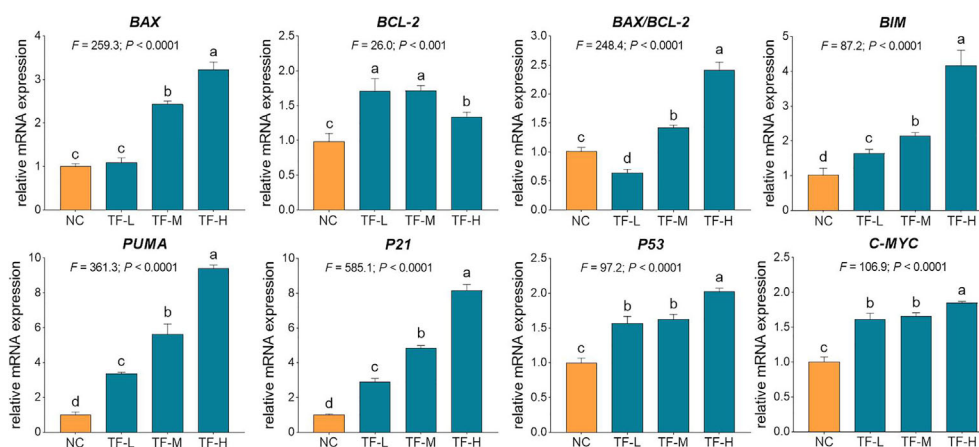 BAX
F = 259.3; P < 0.0001
relative mRNA expression
4
3
2
1
0
c
c
b
a
NC TF-L TF-M TF-H
BCL-2
F = 26.0; P < 0.001
relative mRNA expression
2.5
2.0
1.5
1.0
0.5
0.0
c
a
a
b
NC TF-L TF-M TF-H
BAX/BCL-2
F = 248.4; P < 0.0001
relative mRNA expression
3.0
2.5
2.0
1.5
1.0
0.5
0.0
c
d
b
a
NC TF-L TF-M TF-H
BIM
F = 87.2; P < 0.0001
relative mRNA expression
5
4
3
2
1
0
d
c
b
a
NC TF-L TF-M TF-H
PUMA
F = 361.3; P < 0.0001
relative mRNA expression
10
8
6
4
2
0
d
c
b
a
NC TF-L TF-M TF-H
P21
F = 585.1; P < 0.0001
relative mRNA expression
10
8
6
4
2
0
d
c
b
a
NC TF-L TF-M TF-H
P53
F = 97.2; P < 0.0001
relative mRNA expression
2.5
2.0
1.5
1.0
0.5
0.0
c
b
b
a
NC TF-L TF-M TF-H
C-MYC
F = 106.9; P < 0.0001
relative mRNA expression
2.5
2.0
1.5
1.0
0.5
0.0
c
b
b
a
NC TF-L TF-M TF-H